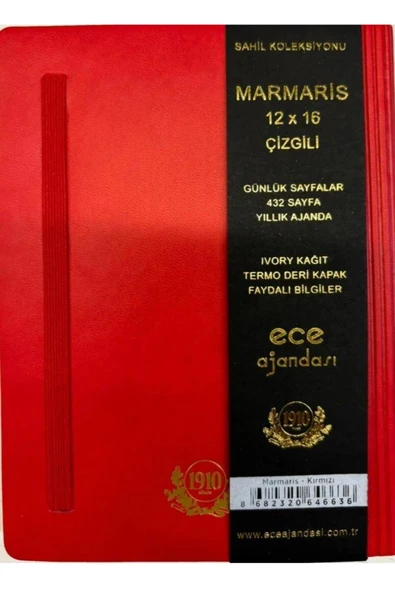 SAHİL KOLEKSİYONU
MARMARİS
12 x 16
ÇİZGİLİ
GÜNLÜK SAYFALAR
432 SAYFA
YILLIK AJANDA
IVORY KAĞIT
TERMO DERİ KAPAK
FAYDALI BİLGİLER
ece
ajandası
1910
1910
Marmaris - Kırmızı
8 682320 646636
www.eceajandasi.com.tr